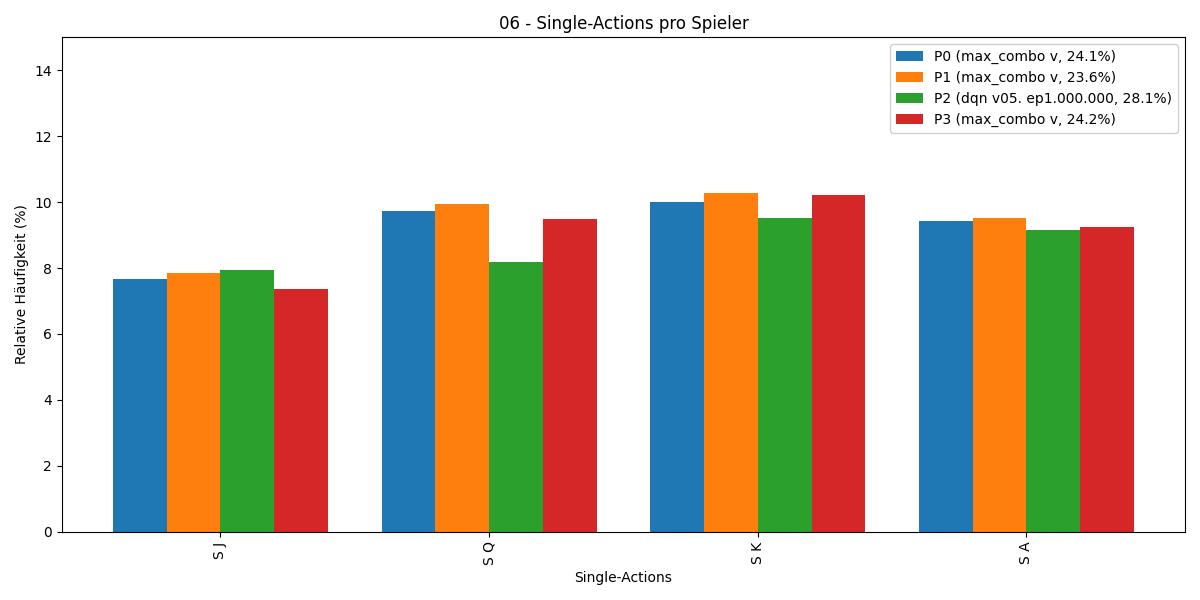 06 - Single-Actions pro Spieler
P0 (max_combo v, 24.1%)
P1 (max_combo v, 23.6%)
P2 (dqn v05. ep1.000.000, 28.1%)
P3 (max_combo v, 24.2%)
Relative Häufigkeit (%)
14
12
10
8
6
4
2
0
S J
S Q
S K
S A
Single-Actions